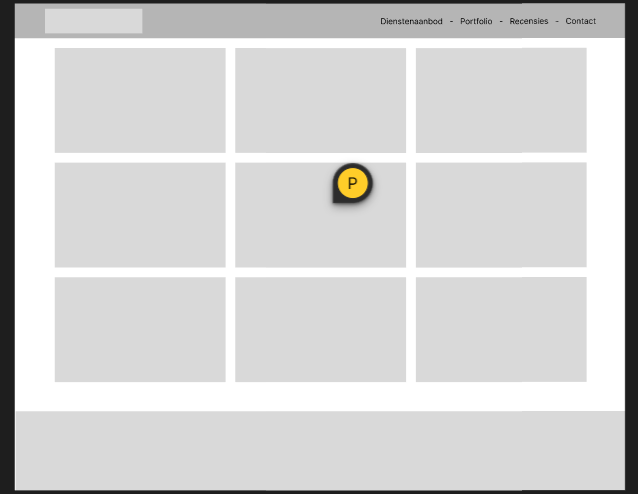 Dienstenaanbod - Portfolio - Recensies - Contact
P